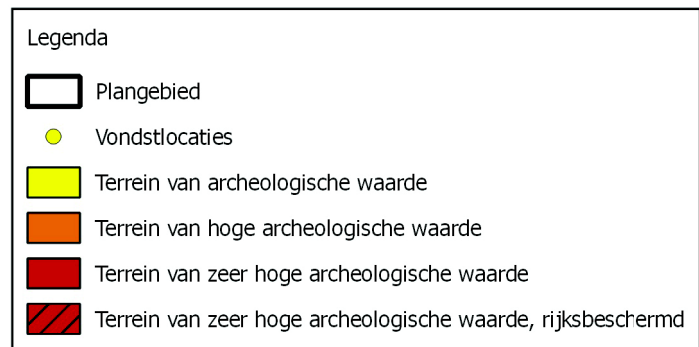 Legenda
Plangebied
Vondstlocaties
Terrein van archeologische waarde
Terrein van hoge archeologische waarde
Terrein van zeer hoge archeologische waarde
Terrein van zeer hoge archeologische waarde, rijksbeschermd